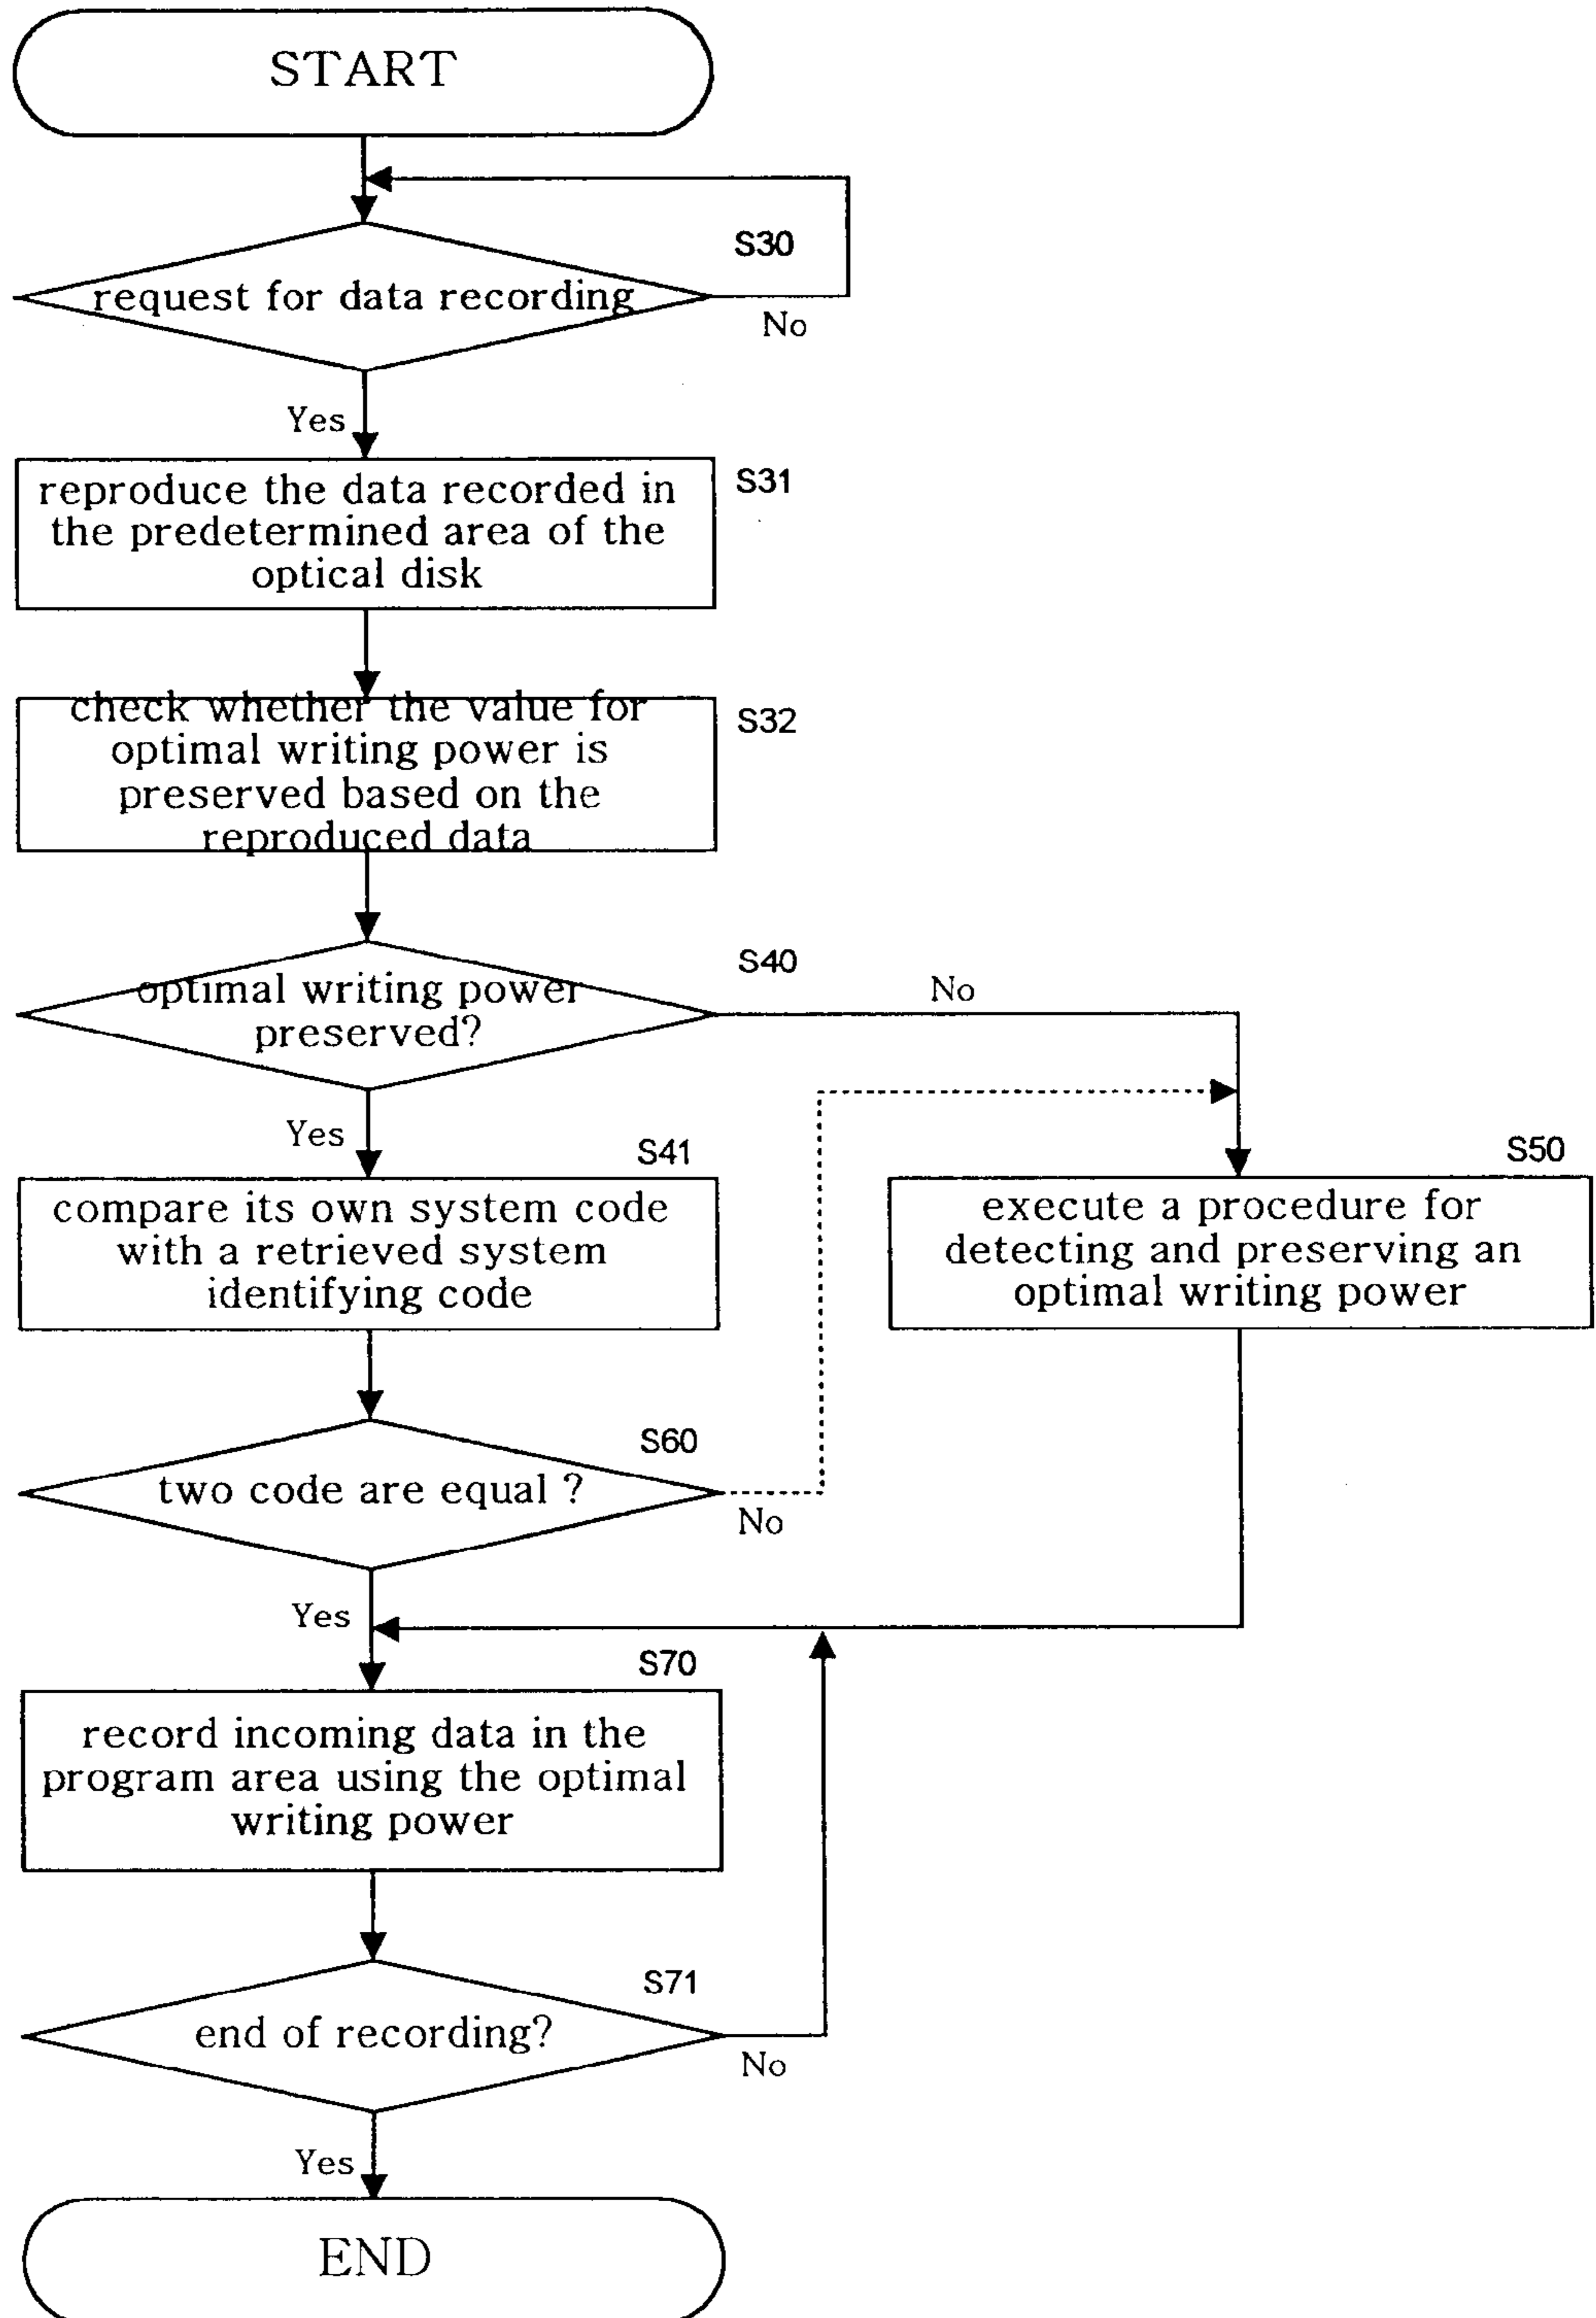 START
S30
request for data recording
No
Yes
S31
reproduce the data recorded in
the predetermined area of the
optical disk
S32
check whether the value for
optimal writing power is
preserved based on the
reproduced data
S40
No
optimal writing power
preserved?
Yes
S41
compare its own system code
with a retrieved system
identifying code
S50
execute a procedure for
detecting and preserving an
optimal writing power
S60
two code are equal ?
No
Yes
S70
record incoming data in the
program area using the optimal
writing power
S71
end of recording?
No
Yes
END